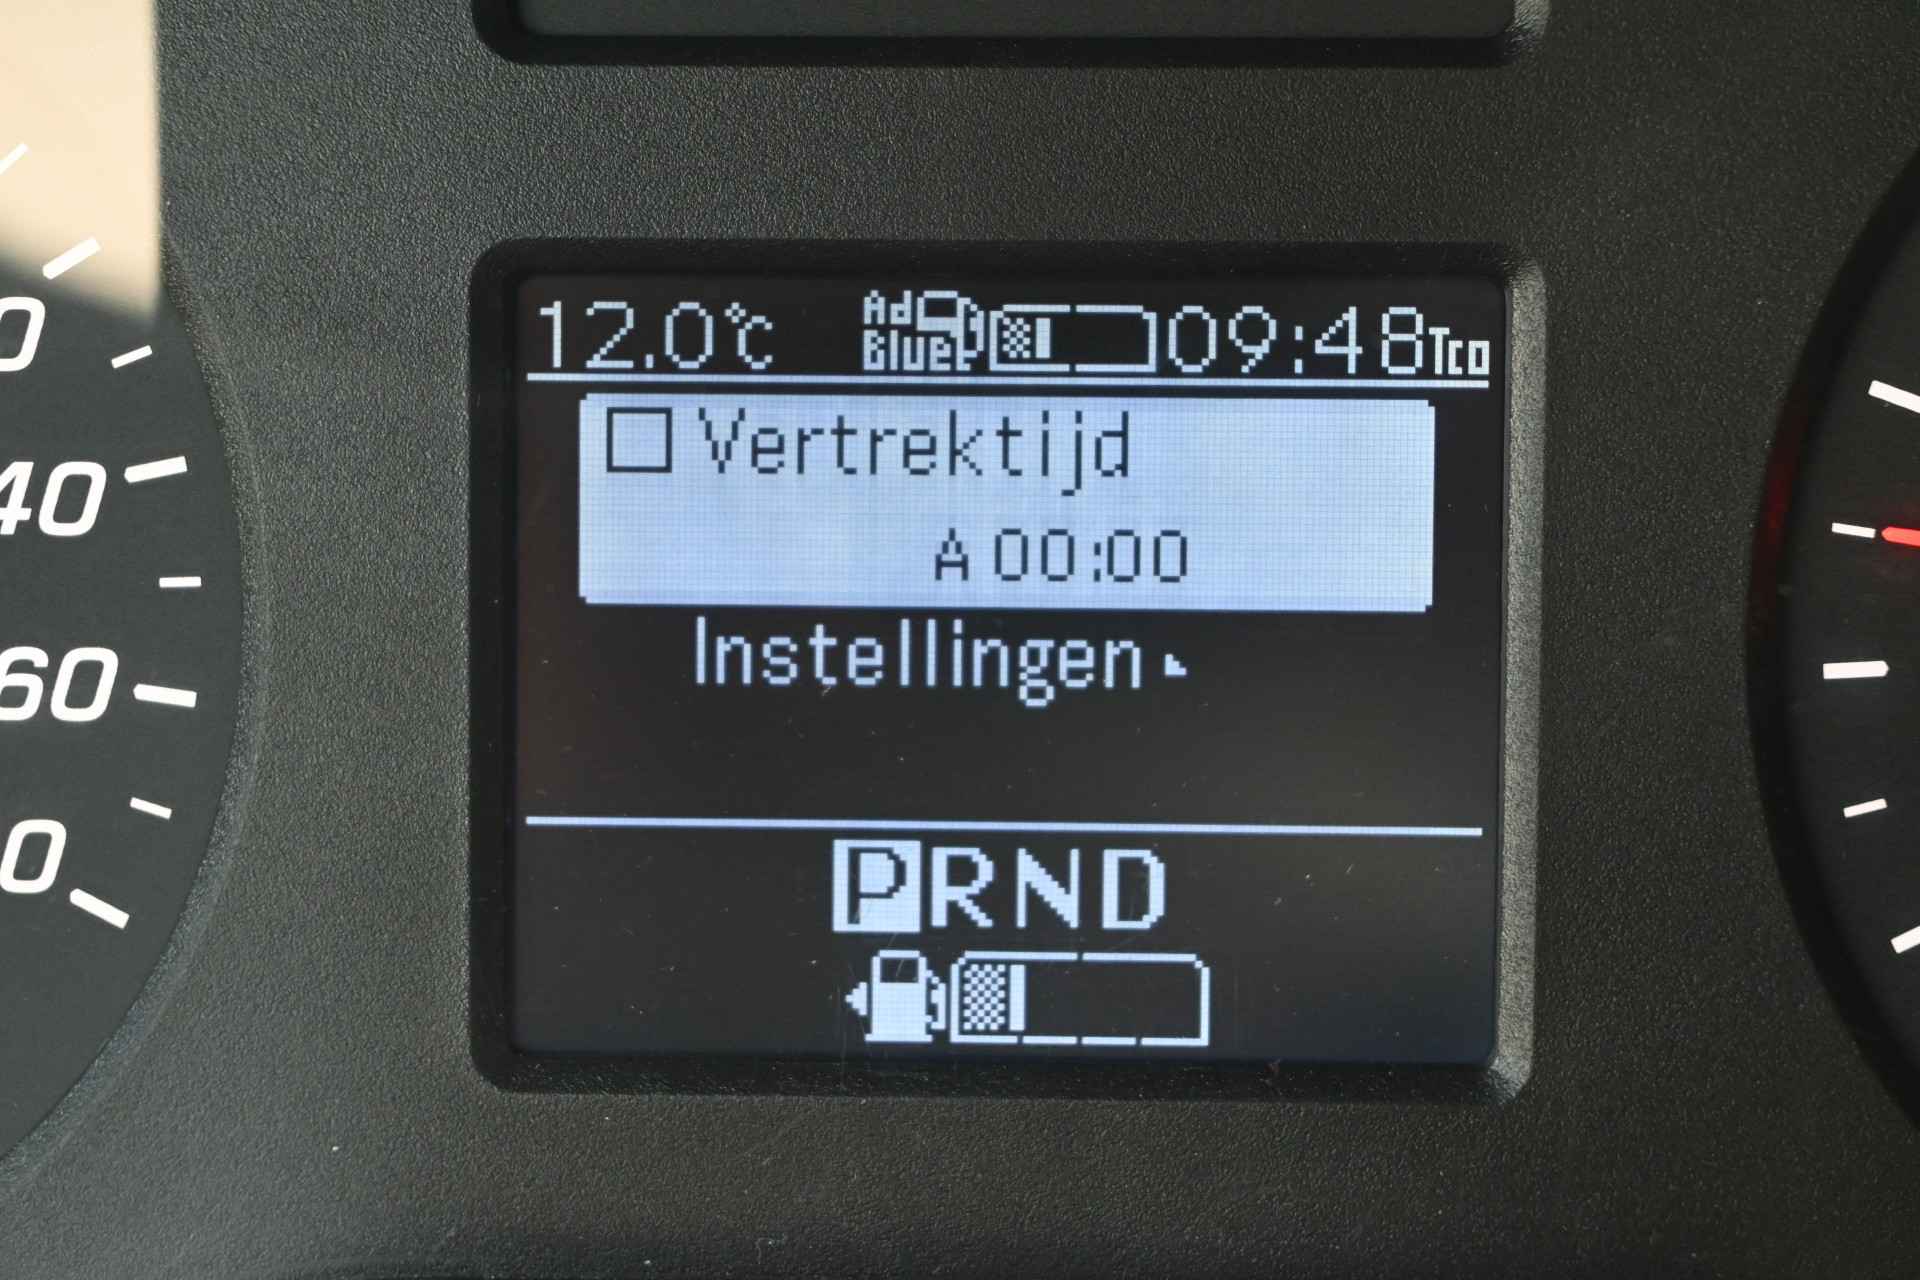 12.0°C Ad Blue 09:48 Tco
Vertrektijd
A 00:00
Instellingen
PRND
40
60